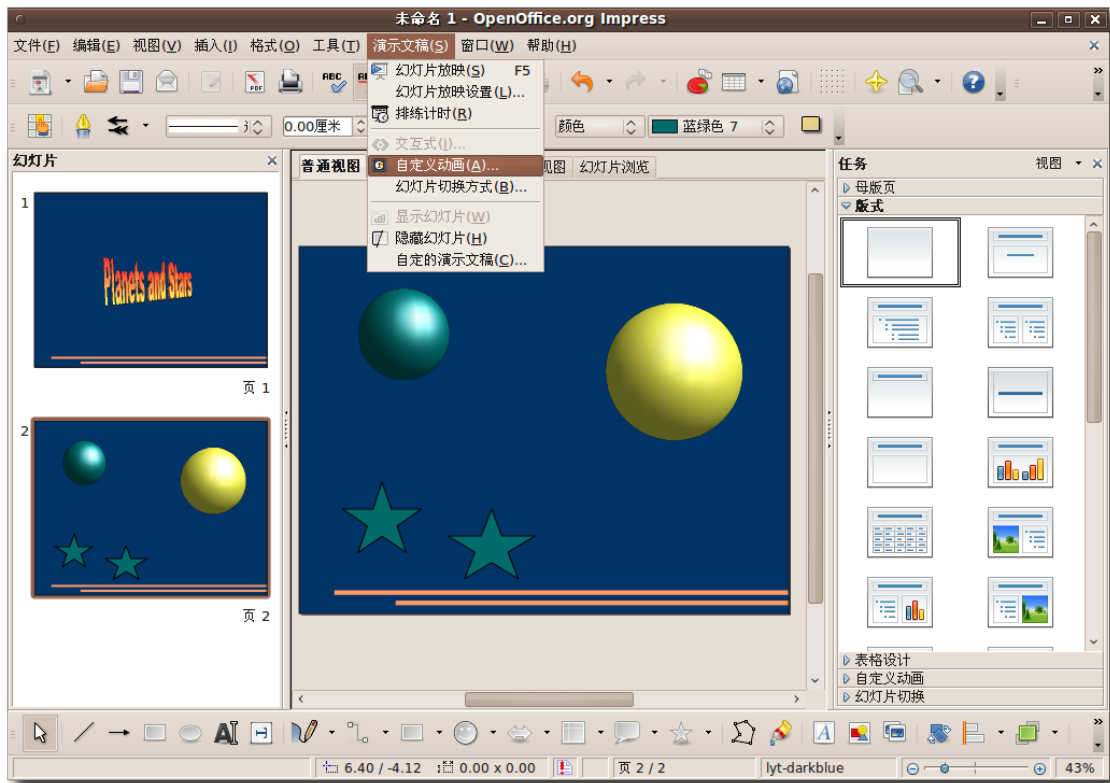 未命名 1 - OpenOffice.org Impress
文件(F) 编辑(E) 视图(V) 插入(I) 格式(O) 工具(T) 演示文稿(S) 窗口(W) 帮助(H)
幻灯片放映(S) F5
幻灯片放映设置(L)...
排练计时(R)
交互式(I)...
自定义动画(A)...
幻灯片切换方式(B)...
显示幻灯片(W)
隐藏幻灯片(H)
自定的演示文稿(C)...
PDF
ABC
0.00厘米
颜色
蓝绿色 7
幻灯片
1
Planets and Stars
页 1
2
页 2
普通视图
视图
幻灯片浏览
任务
视图
母版页
版式
表格设计
自定义动画
幻灯片切换
6.40 / -4.12
0.00 x 0.00
页 2 / 2
lyt-darkblue
43%